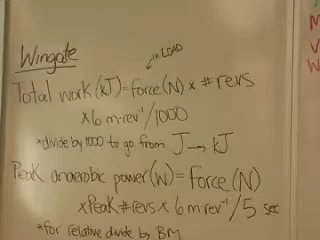 Wingate
ie LOAD
Total work (kJ) = force (N) x # revs
x 6 m·rev⁻¹/1000
*divide by 1000 to go from J → kJ
Peak anaerobic power (W) = force (N)
x Peak # revs x 6 m·rev⁻¹/5 sec
*for relative divide by BM
M
V
W